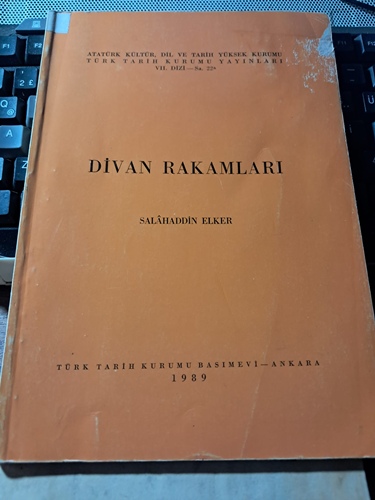 ATATÜRK KÜLTÜR, DİL VE TARİH YÜKSEK KURUMU
TÜRK TARİH KURUMU YAYINLARI
VII. DİZİ—Sa. 22ª
DİVAN RAKAMLARI
SALÂHADDİN ELKER
TÜRK TARİH KURUMU BASIMEVİ—ANKARA
1989